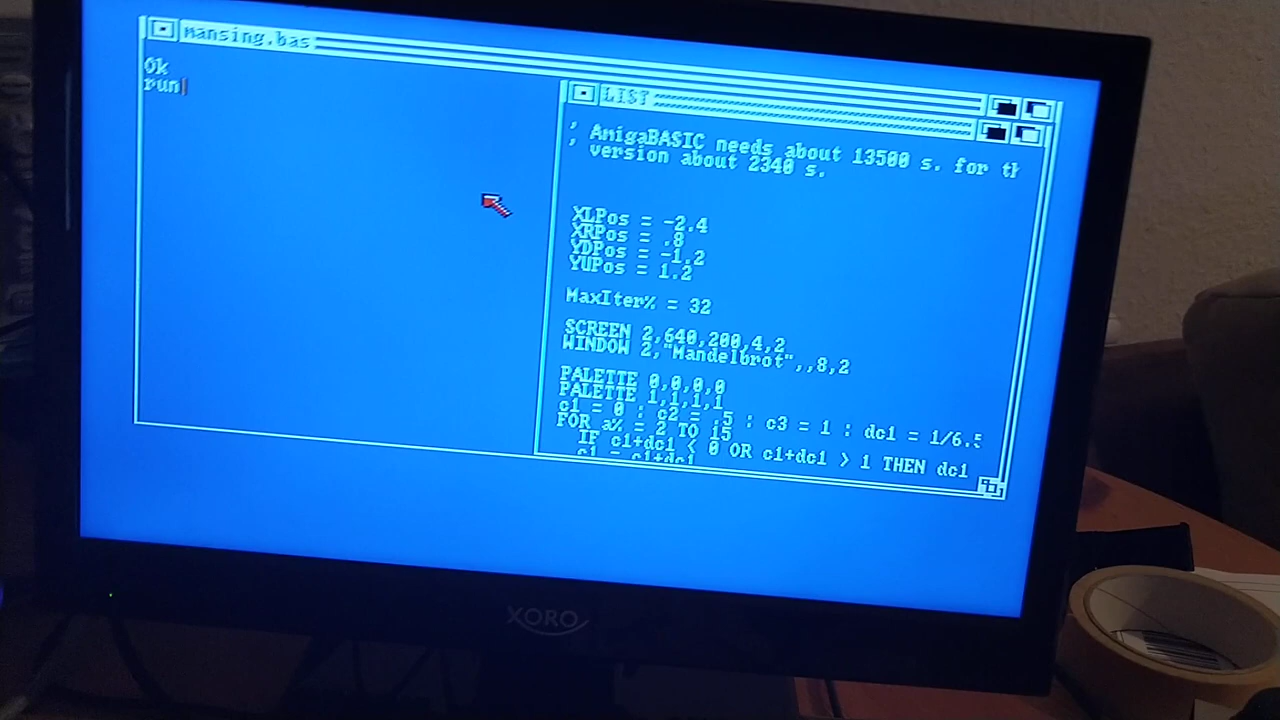 mansing.bas
Ok
run
LIST
'
' AmigaBASIC needs about 13500 s. for th
' version about 2340 s.
XLPos = -2.4
XRPos = .8
YDPos = -1.2
YUPos = 1.2
MaxIter% = 32
SCREEN 2,640,200,4,2
WINDOW 2,"Mandelbrot",,8,2
PALETTE 0,0,0,0
PALETTE 1,1,1,1
c1 = 0 : c2 = .5 : c3 = 1 : dc1 = 1/6.5
FOR a% = 2 TO 15
IF c1+dc1 < 0 OR c1+dc1 > 1 THEN dc1
c1 = c1+dc1
XORO